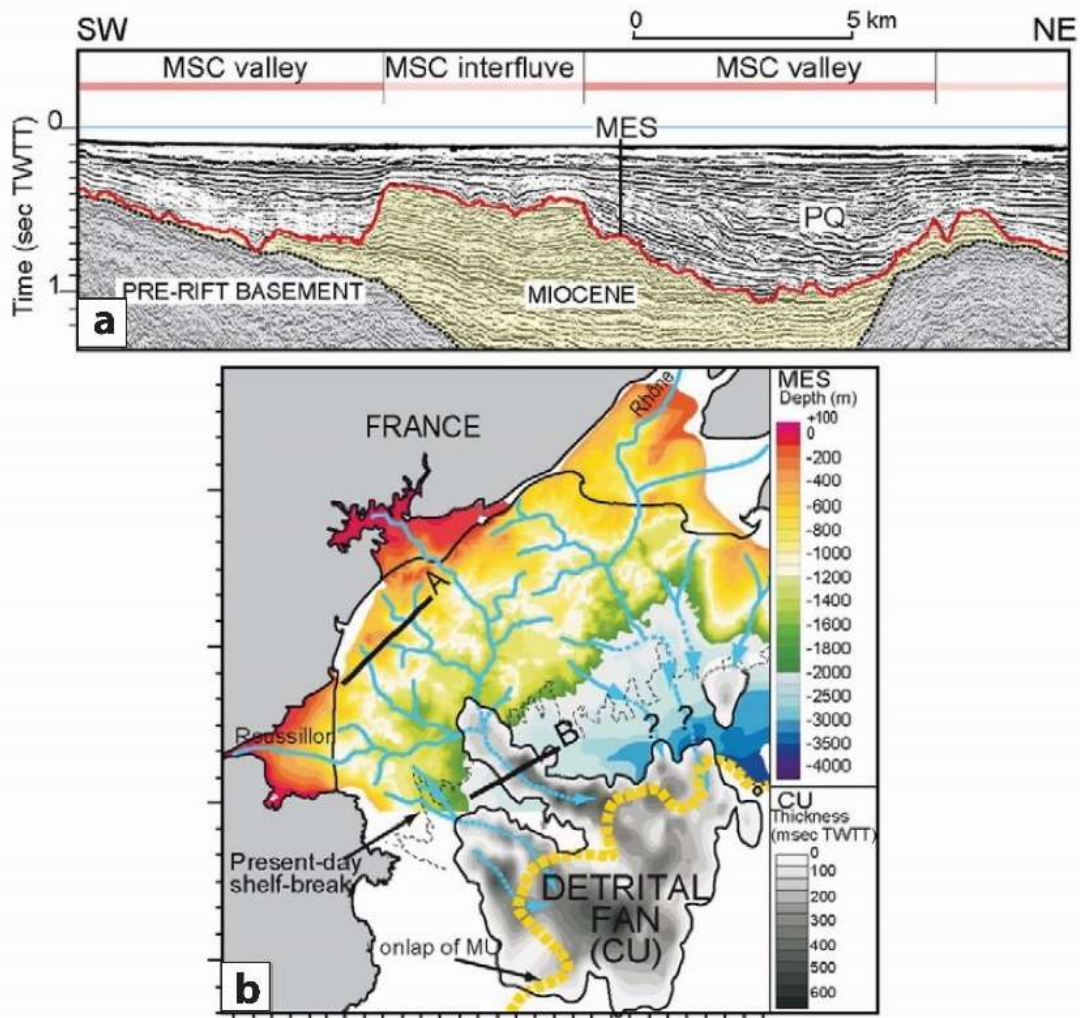 SW
0
5 km
NE
MSC valley
MSC interfluve
MSC valley
0
MES
Time (sec TWTT)
PQ
1
PRE-RIFT BASEMENT
MIOCENE
a
FRANCE
Rhône
A
Roussillon
B
? ?
Present-day
shelf-break
DETRITAL
FAN
(CU)
onlap of MU
b
MES
Depth (m)
+100
0
-200
-400
-600
-800
-1000
-1200
-1400
-1600
-1800
-2000
-2500
-3000
-3500
-4000
CU
Thickness
(msec TWTT)
0
100
200
300
400
500
600